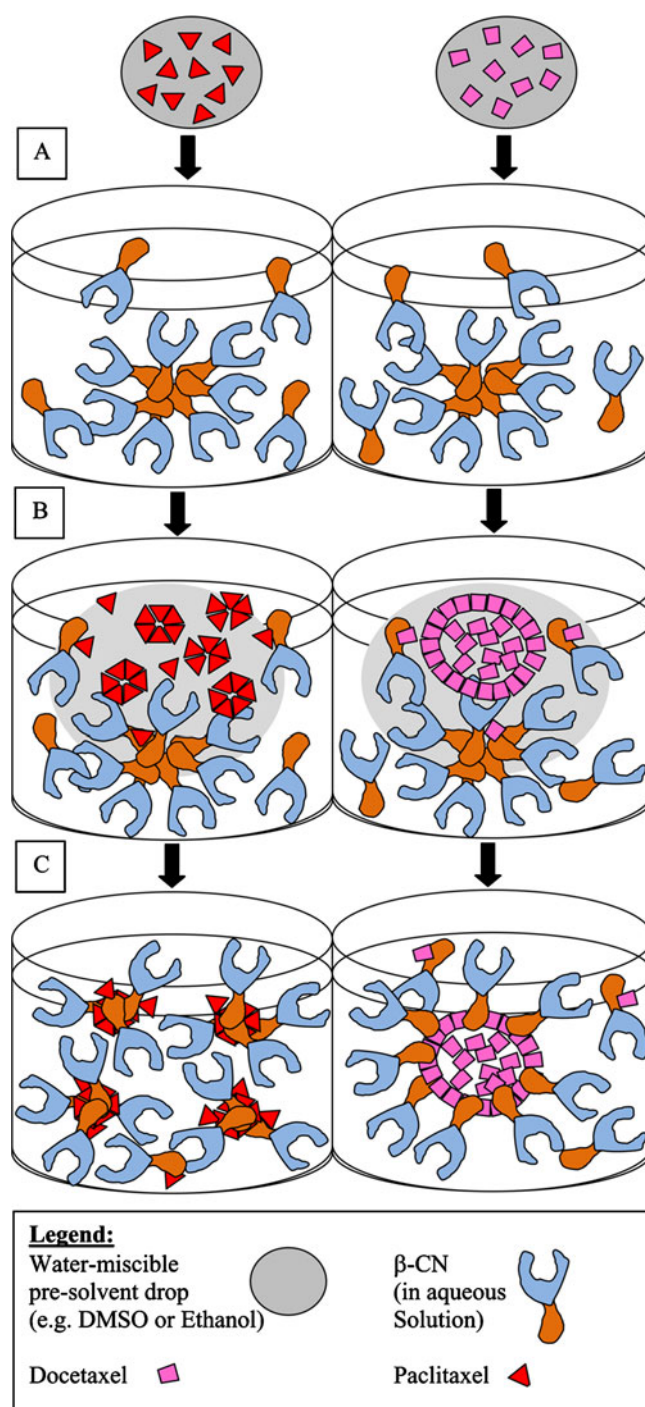 A
B
C
Legend:
Water-miscible
pre-solvent drop
(e.g. DMSO or Ethanol)
β-CN
(in aqueous
Solution)
Docetaxel
Paclitaxel